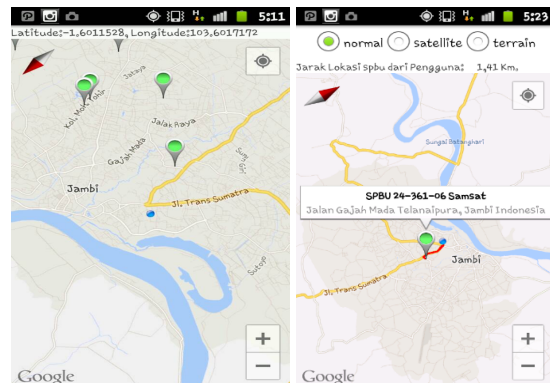 5:11
Latitude:-1,6011528, Longitude:103,6017172
Jalak Raya
Gajah Mada
Jambi
Jl. Trans Sumatra
Sutoyo
+
−
Google
5:23
normal satellite terrain
Jarak Lokasi spbu dari Pengguna: 1,41 Km.
Sungai Batanghari
SPBU 24-361-06 Samsat
Jalan Gajah Mada Telanaipura, Jambi Indonesia
Jambi
Jl. Trans Sumatra
+
−
Google